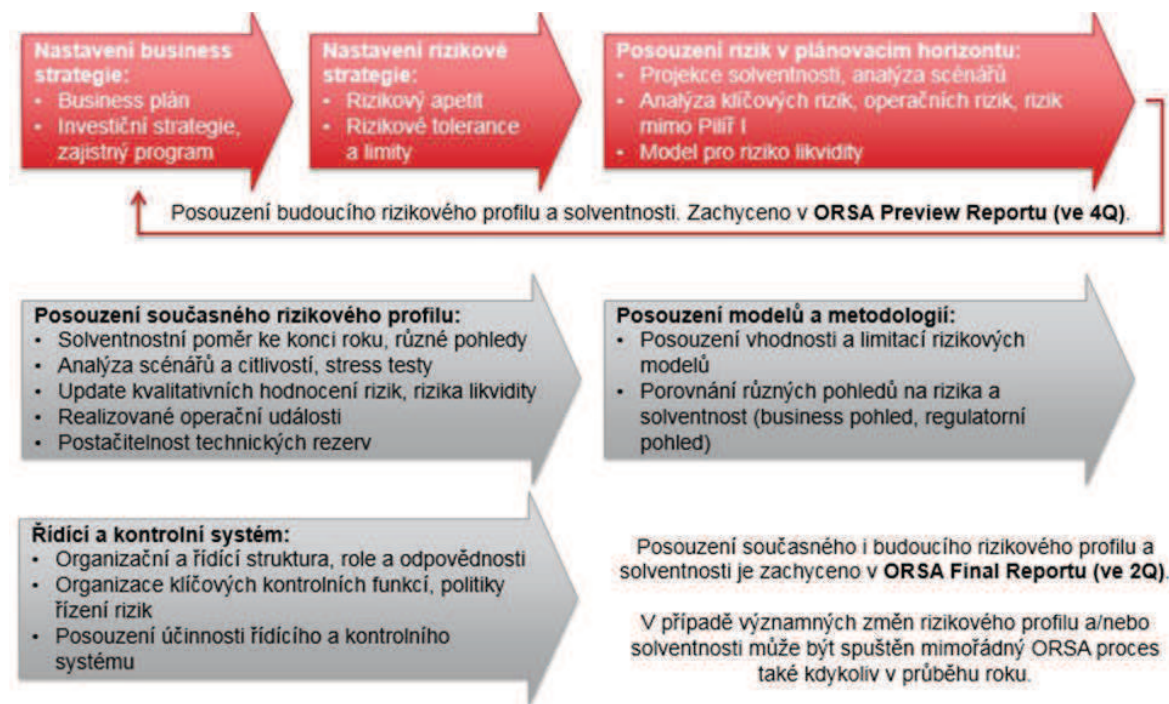 Nastavení business
strategie:
• Business plán
• Investiční strategie,
zajistný program
Nastavení rizikové
strategie:
• Rizikový apetit
• Rizikové tolerance
a limity
Posouzení rizik v plánovacím horizontu:
• Projekce solventnosti, analýza scénářů
• Analýza klíčových rizik, operačních rizik, rizik
mimo Pilíř I
• Model pro riziko likvidity
Posouzení budoucího rizikového profilu a solventnosti. Zachyceno v ORSA Preview Reportu (ve 4Q).
Posouzení současného rizikového profilu:
• Solventnostní poměr ke konci roku, různé pohledy
• Analýza scénářů a citlivostí, stress testy
• Update kvalitativních hodnocení rizik, rizika likvidity
• Realizované operační události
• Postačitelnost technických rezerv
Posouzení modelů a metodologií:
• Posouzení vhodnosti a limitací rizikových
modelů
• Porovnání různých pohledů na rizika a
solventnost (business pohled, regulatorní
pohled)
Řídící a kontrolní systém:
• Organizační a řídící struktura, role a odpovědnosti
• Organizace klíčových kontrolních funkcí, politiky
řízení rizik
• Posouzení účinnosti řídícího a kontrolního
systému
Posouzení současného i budoucího rizikového profilu a
solventnosti je zachyceno v ORSA Final Reportu (ve 2Q).
V případě významných změn rizikového profilu a/nebo
solventnosti může být spuštěn mimořádný ORSA proces
také kdykoliv v průběhu roku.